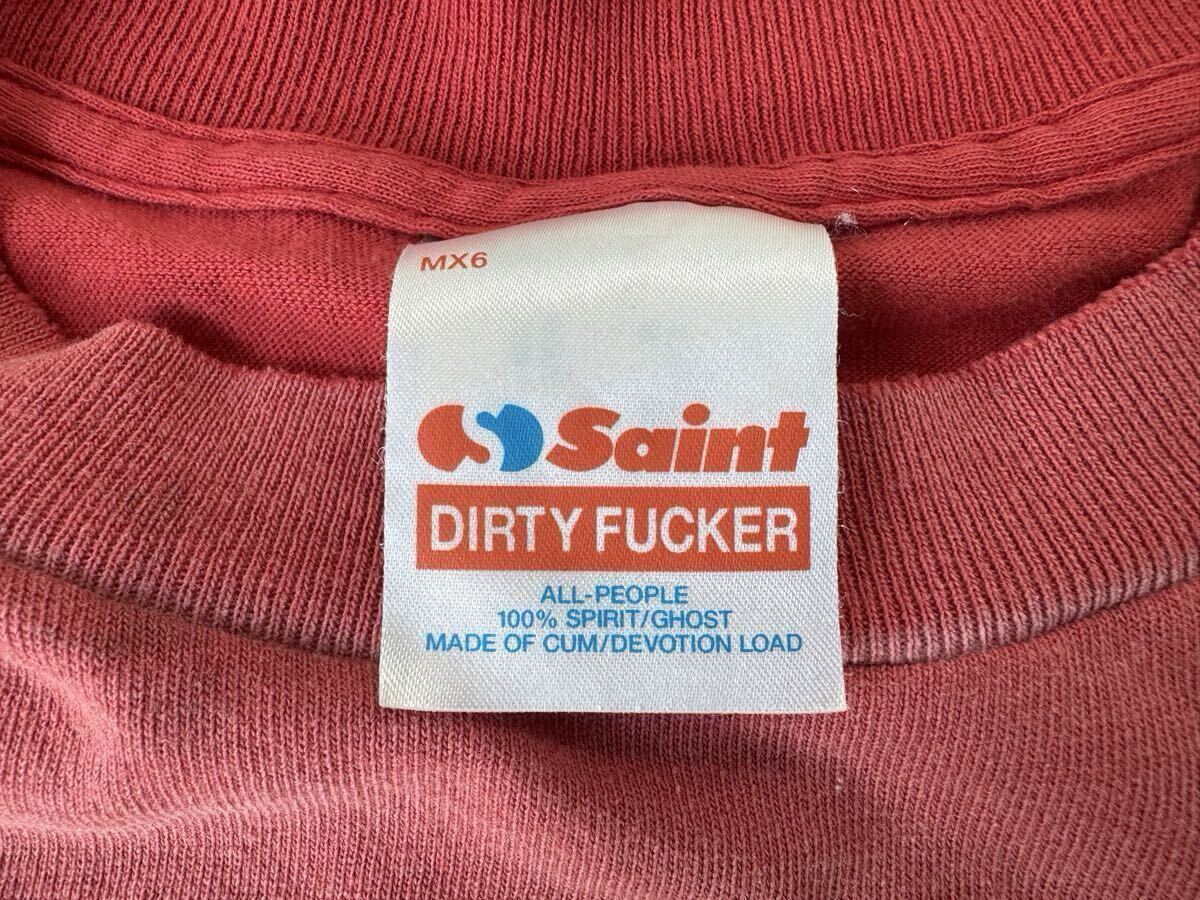 MX6
Saint
DIRTY FUCKER
ALL-PEOPLE
100% SPIRIT/GHOST
MADE OF CUM/DEVOTION LOAD